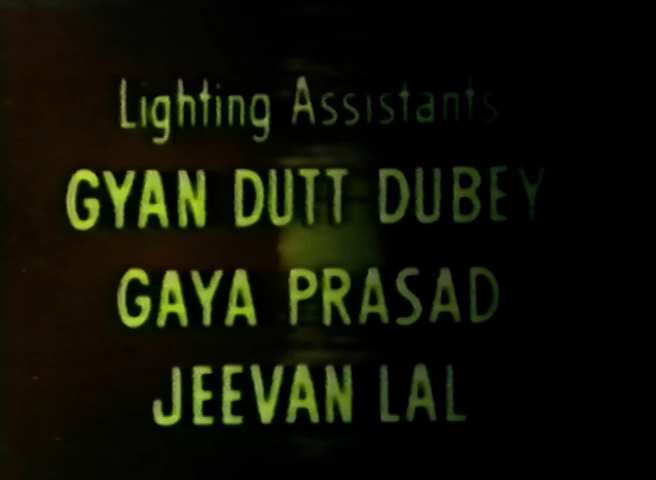 Lighting Assistants
GYAN DUTT DUBEY
GAYA PRASAD
JEEVAN LAL